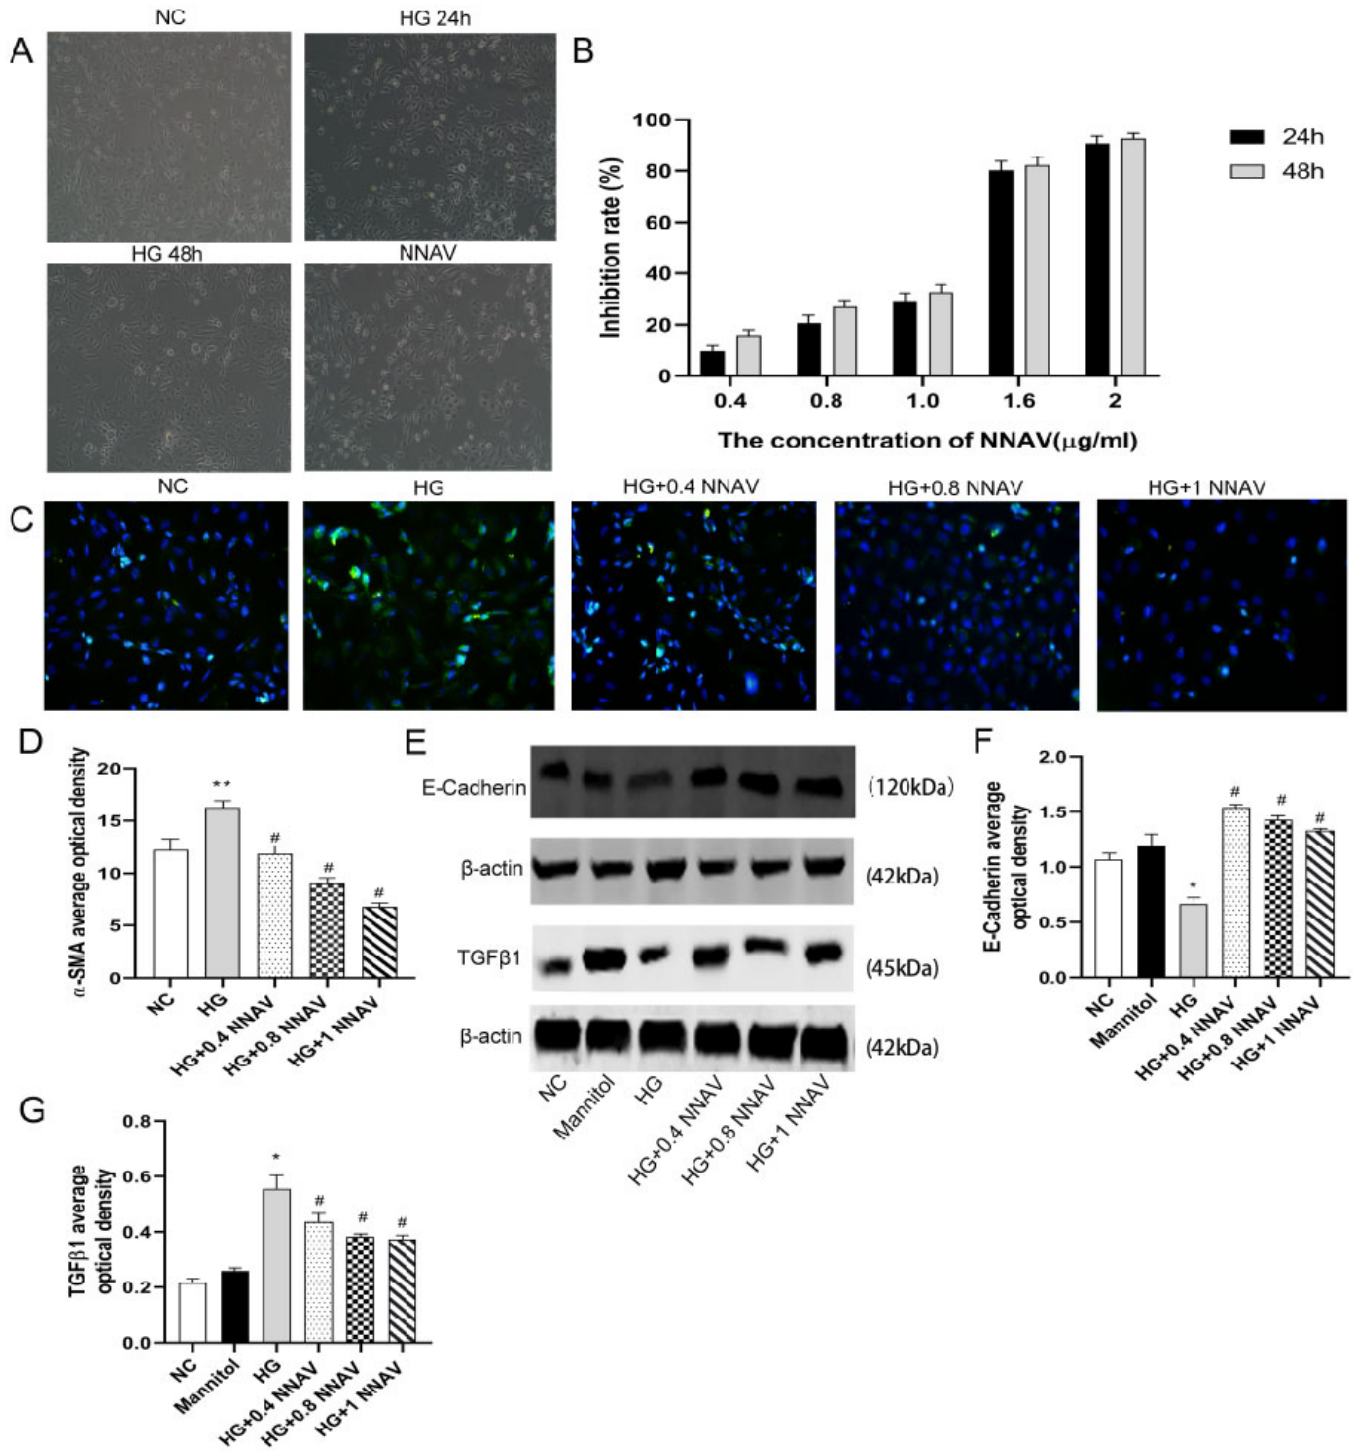 A
NC
HG 24h
HG 48h
NNAV
B
Inhibition rate (%)
100
80
60
40
20
0
0.4
0.8
1.0
1.6
2
The concentration of NNAV(μg/ml)
24h
48h
C
NC
HG
HG+0.4 NNAV
HG+0.8 NNAV
HG+1 NNAV
D
α-SMA average optical density
20
15
10
5
0
**
#
#
#
NC
HG
HG+0.4 NNAV
HG+0.8 NNAV
HG+1 NNAV
E
E-Cadherin
(120kDa)
β-actin
(42kDa)
TGFβ1
(45kDa)
β-actin
(42kDa)
NC
Mannitol
HG
HG+0.4 NNAV
HG+0.8 NNAV
HG+1 NNAV
F
E-Cadherin average
optical density
2.0
1.5
1.0
0.5
0.0
*
#
#
#
NC
Mannitol
HG
HG+0.4 NNAV
HG+0.8 NNAV
HG+1 NNAV
G
TGFβ1 average
optical density
0.8
0.6
0.4
0.2
0.0
*
#
#
#
NC
Mannitol
HG
HG+0.4 NNAV
HG+0.8 NNAV
HG+1 NNAV